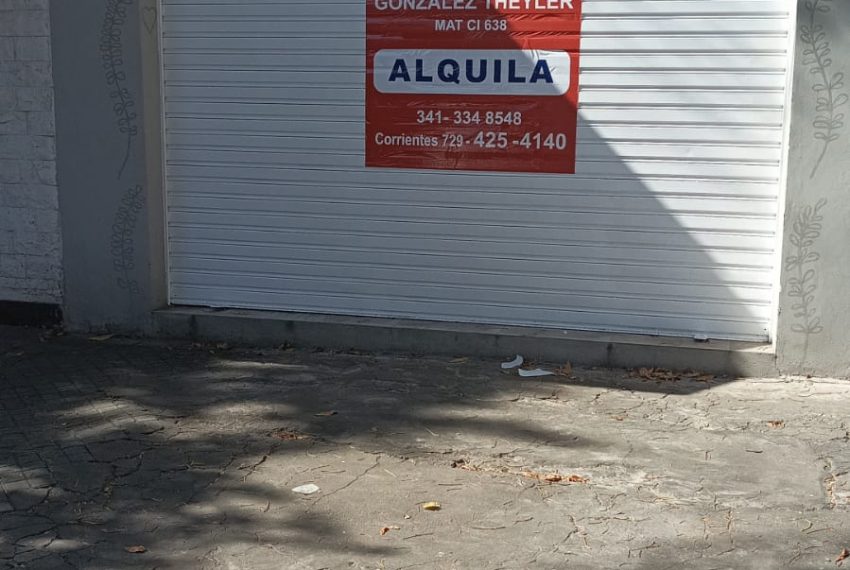 GONZALEZ THEYLER
MAT CI 638
ALQUILA
341- 334 8548
Corrientes 729 - 425 -4140